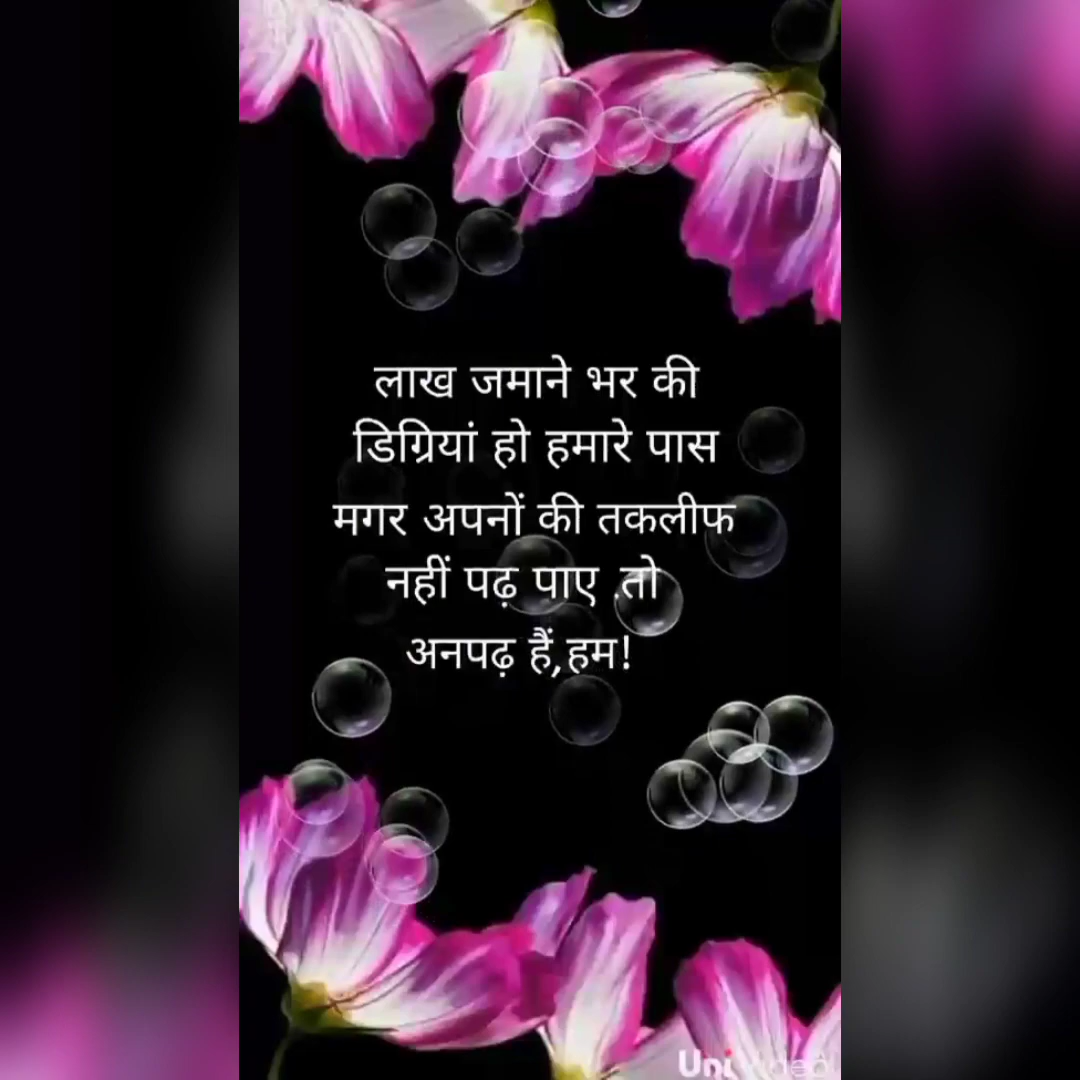 लाख जमाने भर की
डिग्रियां हो हमारे पास
मगर अपनों की तकलीफ
नहीं पढ़ पाए .तो
अनपढ़ हैं,हम!